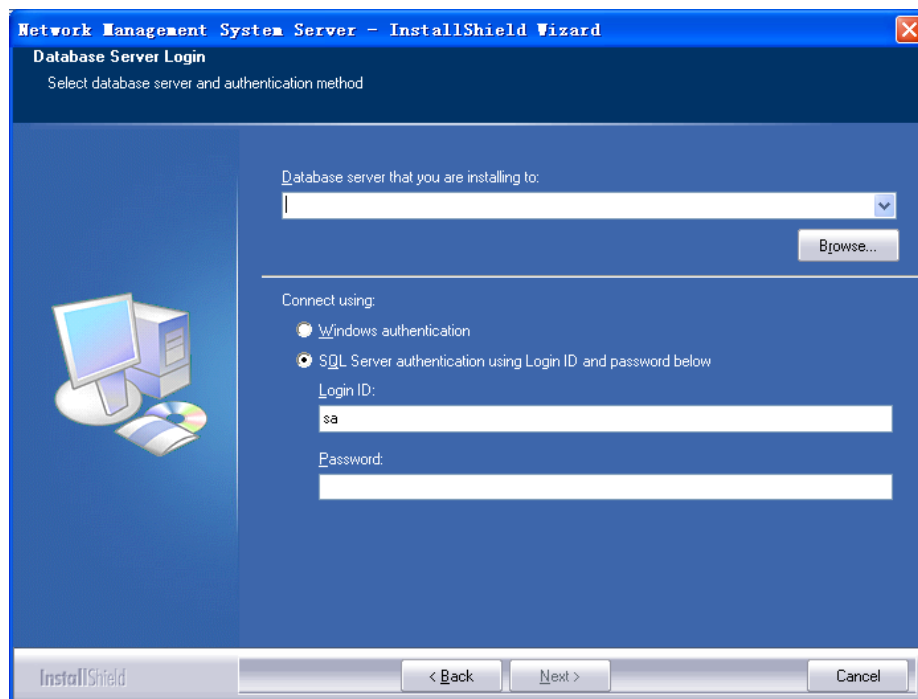 Network Management System Server - InstallShield Wizard
Database Server Login
Select database server and authentication method
Database server that you are installing to:
Browse...
Connect using:
Windows authentication
SQL Server authentication using Login ID and password below
Login ID:
sa
Password:
InstallShield
< Back
Next >
Cancel